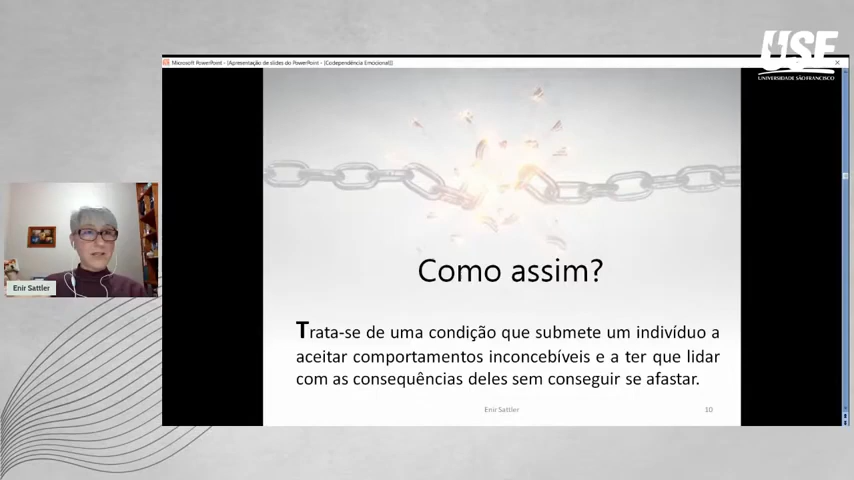 USF
UNIVERSIDADE SÃO FRANCISCO
Microsoft PowerPoint - [Apresentação de slides do PowerPoint - [Codependência Emocional]]
Como assim?
Trata-se de uma condição que submete um indivíduo a
aceitar comportamentos inconcebíveis e a ter que lidar
com as consequências deles sem conseguir se afastar.
Enir Sattler
10
Enir Sattler